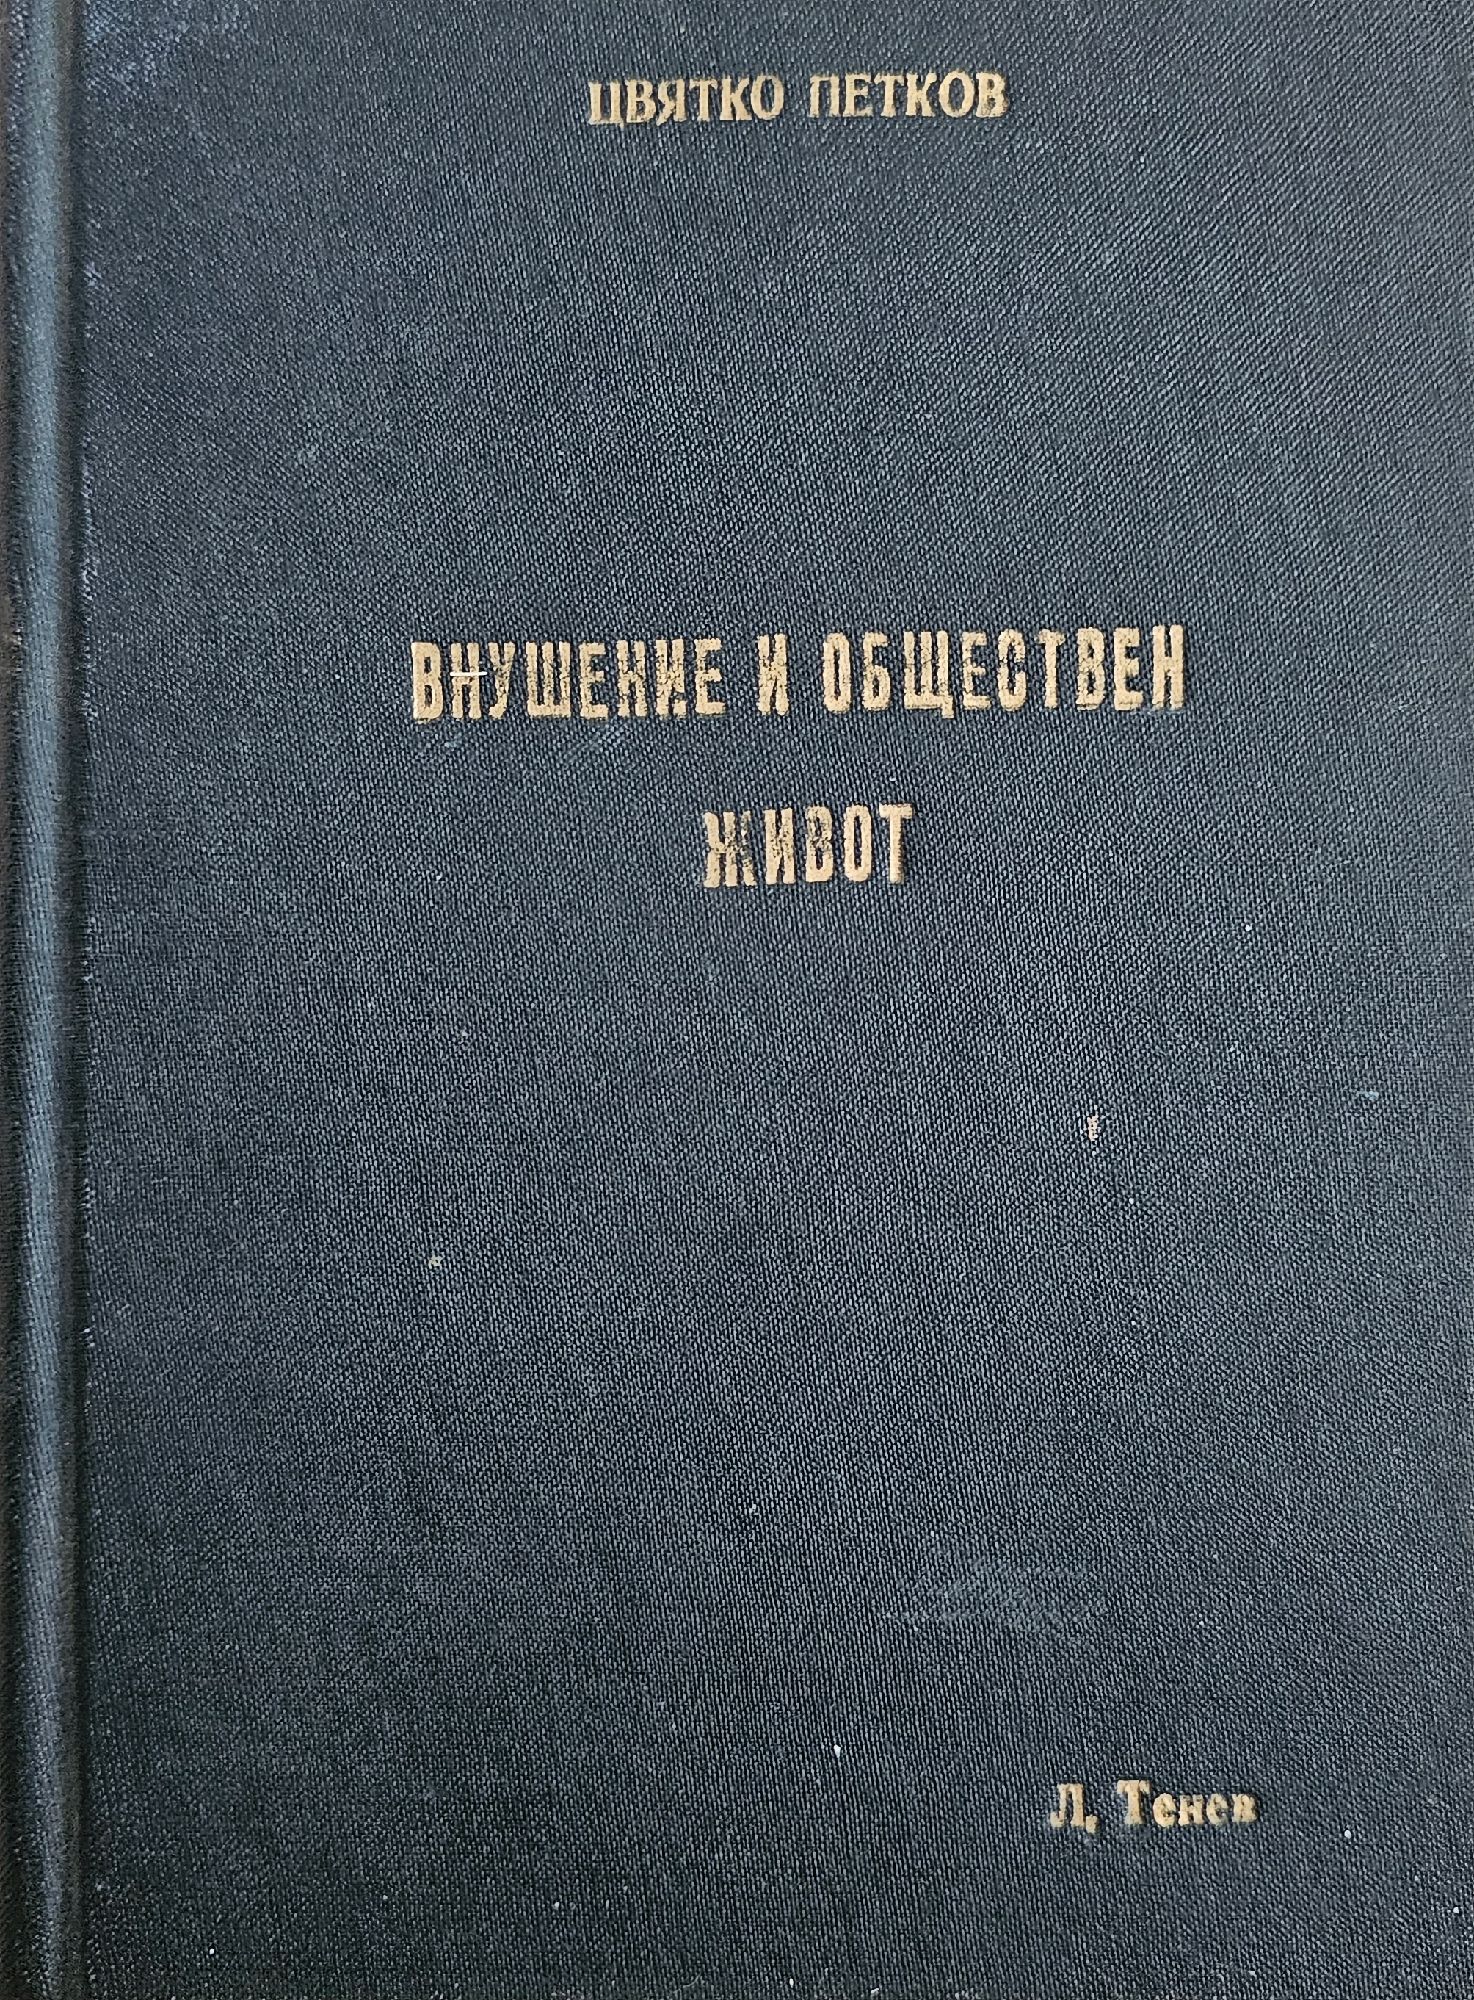 ЦВЯТКО ПЕТКОВ
ВНУШЕНИЕ И ОБЩЕСТВЕН
ЖИВОТ
Л. Тенев